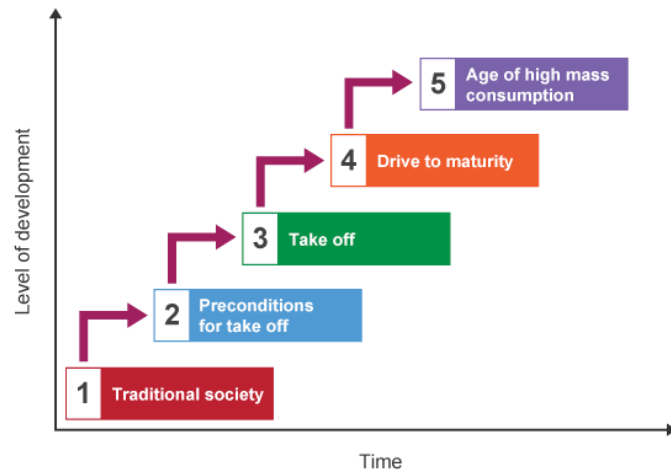 5
Age of high mass
consumption
4
Drive to maturity
3
Take off
2
Preconditions
for take off
1
Traditional society
Level of development
Time